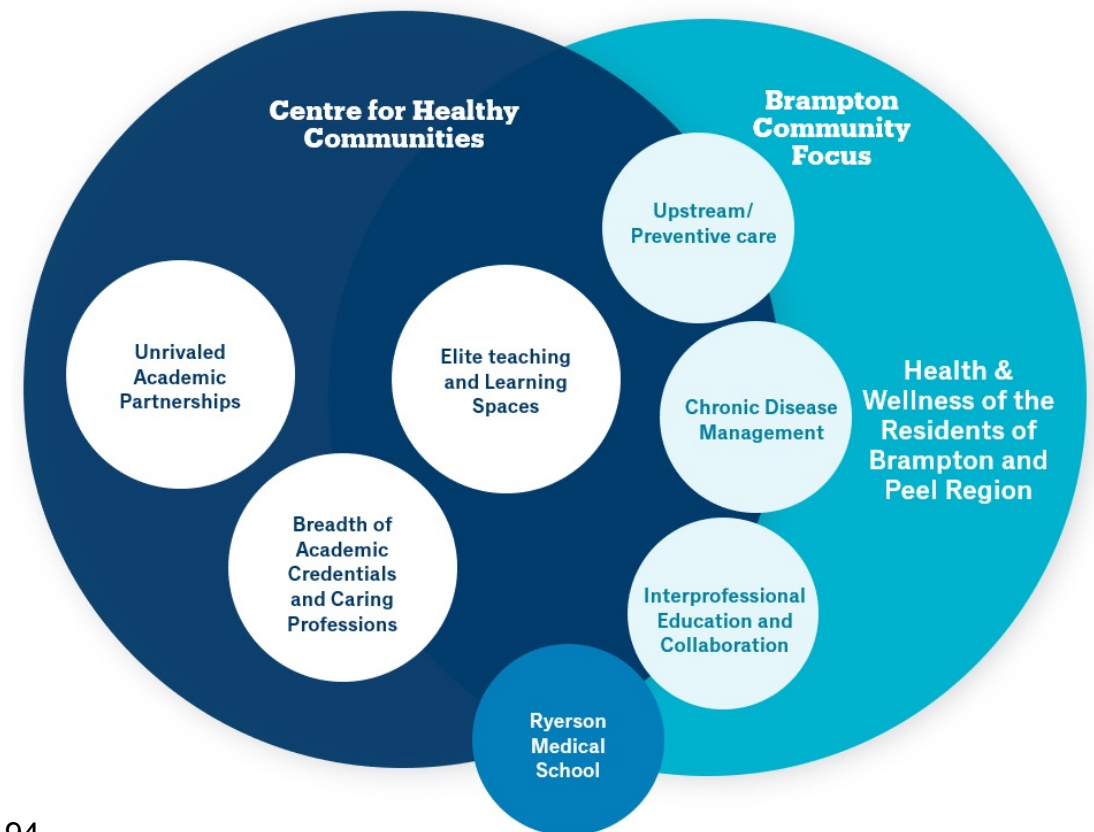 Centre for Healthy
Communities
Brampton
Community
Focus
Upstream/
Preventive care
Unrivaled
Academic
Partnerships
Elite teaching
and Learning
Spaces
Chronic Disease
Management
Health &
Wellness of the
Residents of
Brampton and
Peel Region
Breadth of
Academic
Credentials
and Caring
Professions
Interprofessional
Education and
Collaboration
Ryerson
Medical
School
94